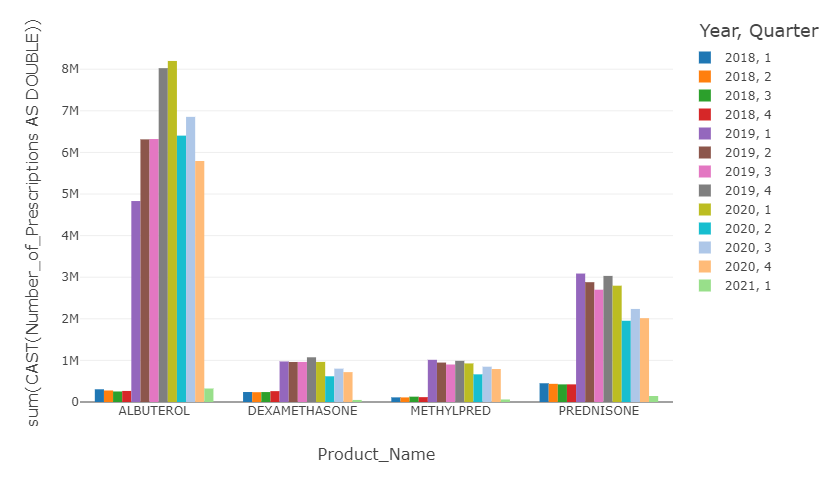 sum(CAST(Number_of_Prescriptions AS DOUBLE))
8M
7M
6M
5M
4M
3M
2M
1M
0
ALBUTEROL
DEXAMETHASONE
METHYLPRED
PREDNISONE
Product_Name
Year, Quarter
2018, 1
2018, 2
2018, 3
2018, 4
2019, 1
2019, 2
2019, 3
2019, 4
2020, 1
2020, 2
2020, 3
2020, 4
2021, 1